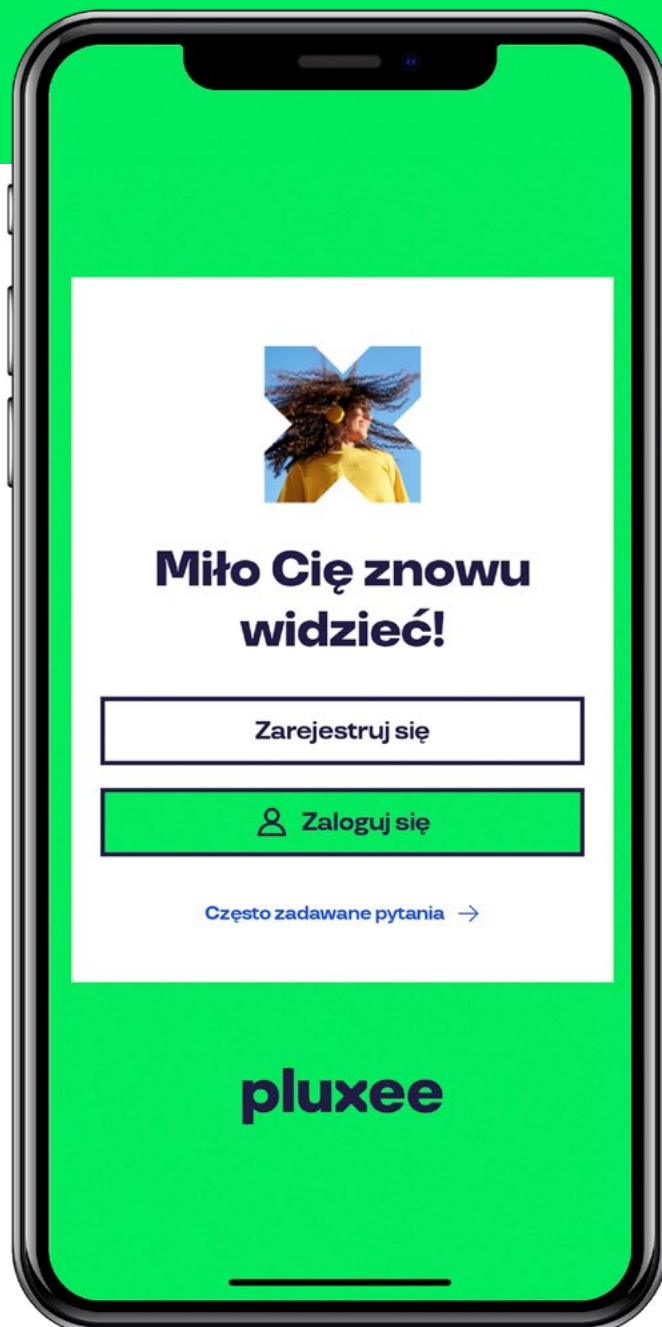 Miło Cię znowu
widzieć!
Zarejestruj się
Zaloguj się
Często zadawane pytania →
pluxee